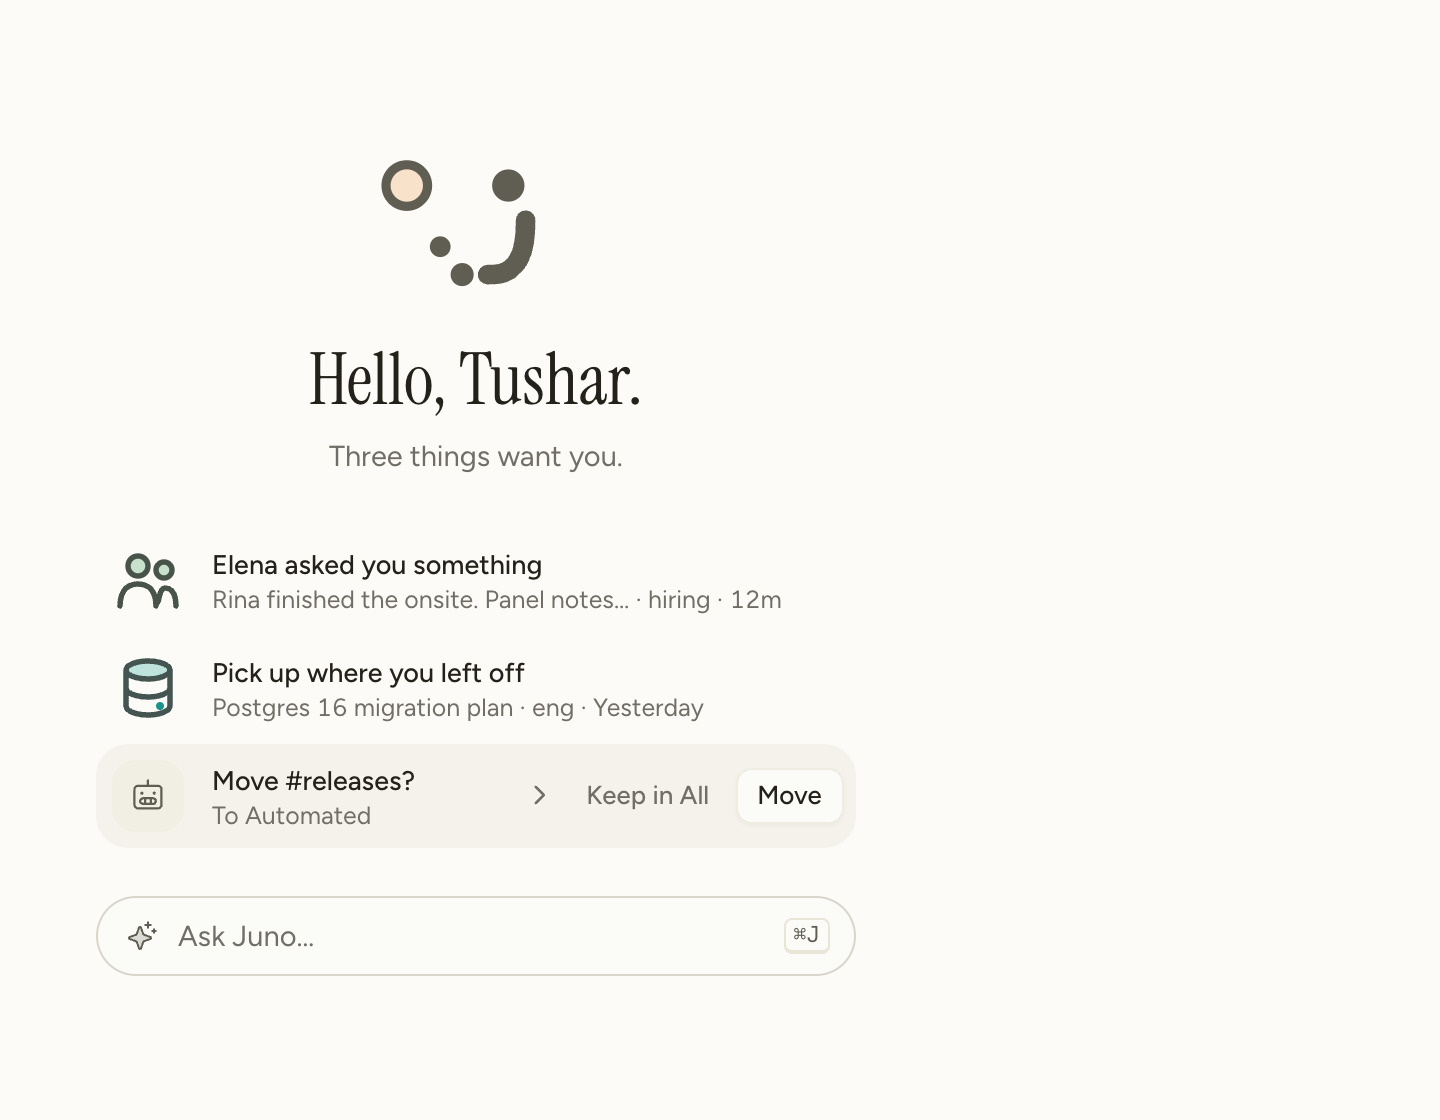 Hello, Tushar.
Three things want you.
Elena asked you something
Rina finished the onsite. Panel notes... · hiring · 12m
Pick up where you left off
Postgres 16 migration plan · eng · Yesterday
Move #releases?
To Automated
Keep in All
Move
Ask Juno...
⌘J